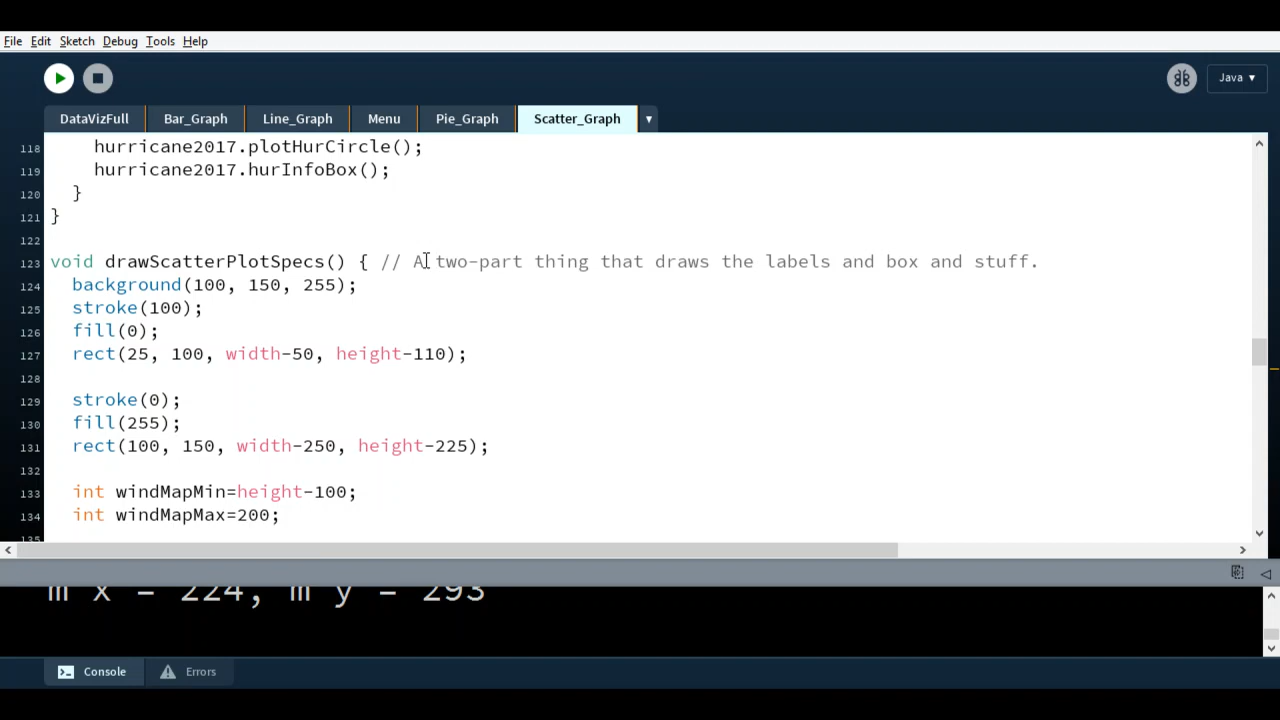 File Edit Sketch Debug Tools Help
Java ▾
DataVizFull Bar_Graph Line_Graph Menu Pie_Graph Scatter_Graph ▾
118 hurricane2017.plotHurCircle();
119 hurricane2017.hurInfoBox();
120 }
121 }
122
123 void drawScatterPlotSpecs() { // A two-part thing that draws the labels and box and stuff.
124 background(100, 150, 255);
125 stroke(100);
126 fill(0);
127 rect(25, 100, width-50, height-110);
128
129 stroke(0);
130 fill(255);
131 rect(100, 150, width-250, height-225);
132
133 int windMapMin=height-100;
134 int windMapMax=200;
135
m x = 224, m y = 293
Console Errors